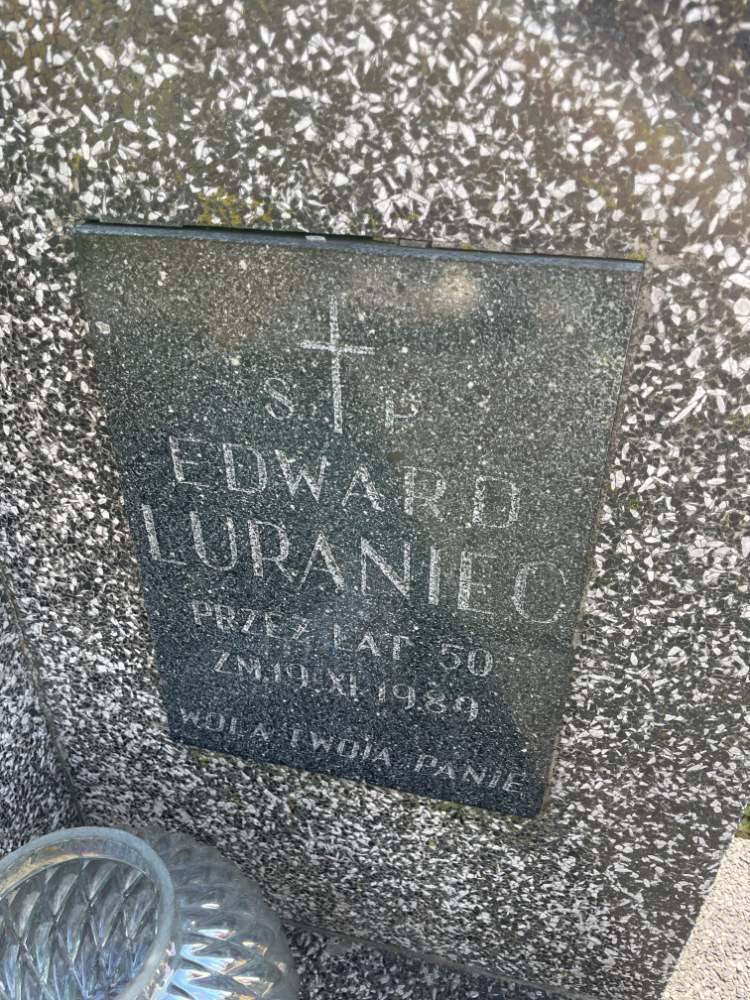 S P
EDWARD
LURANIEC
PRZEŻ LAT 50
ZM. 19. XI. 1989
WOLA TWOJA PANIE